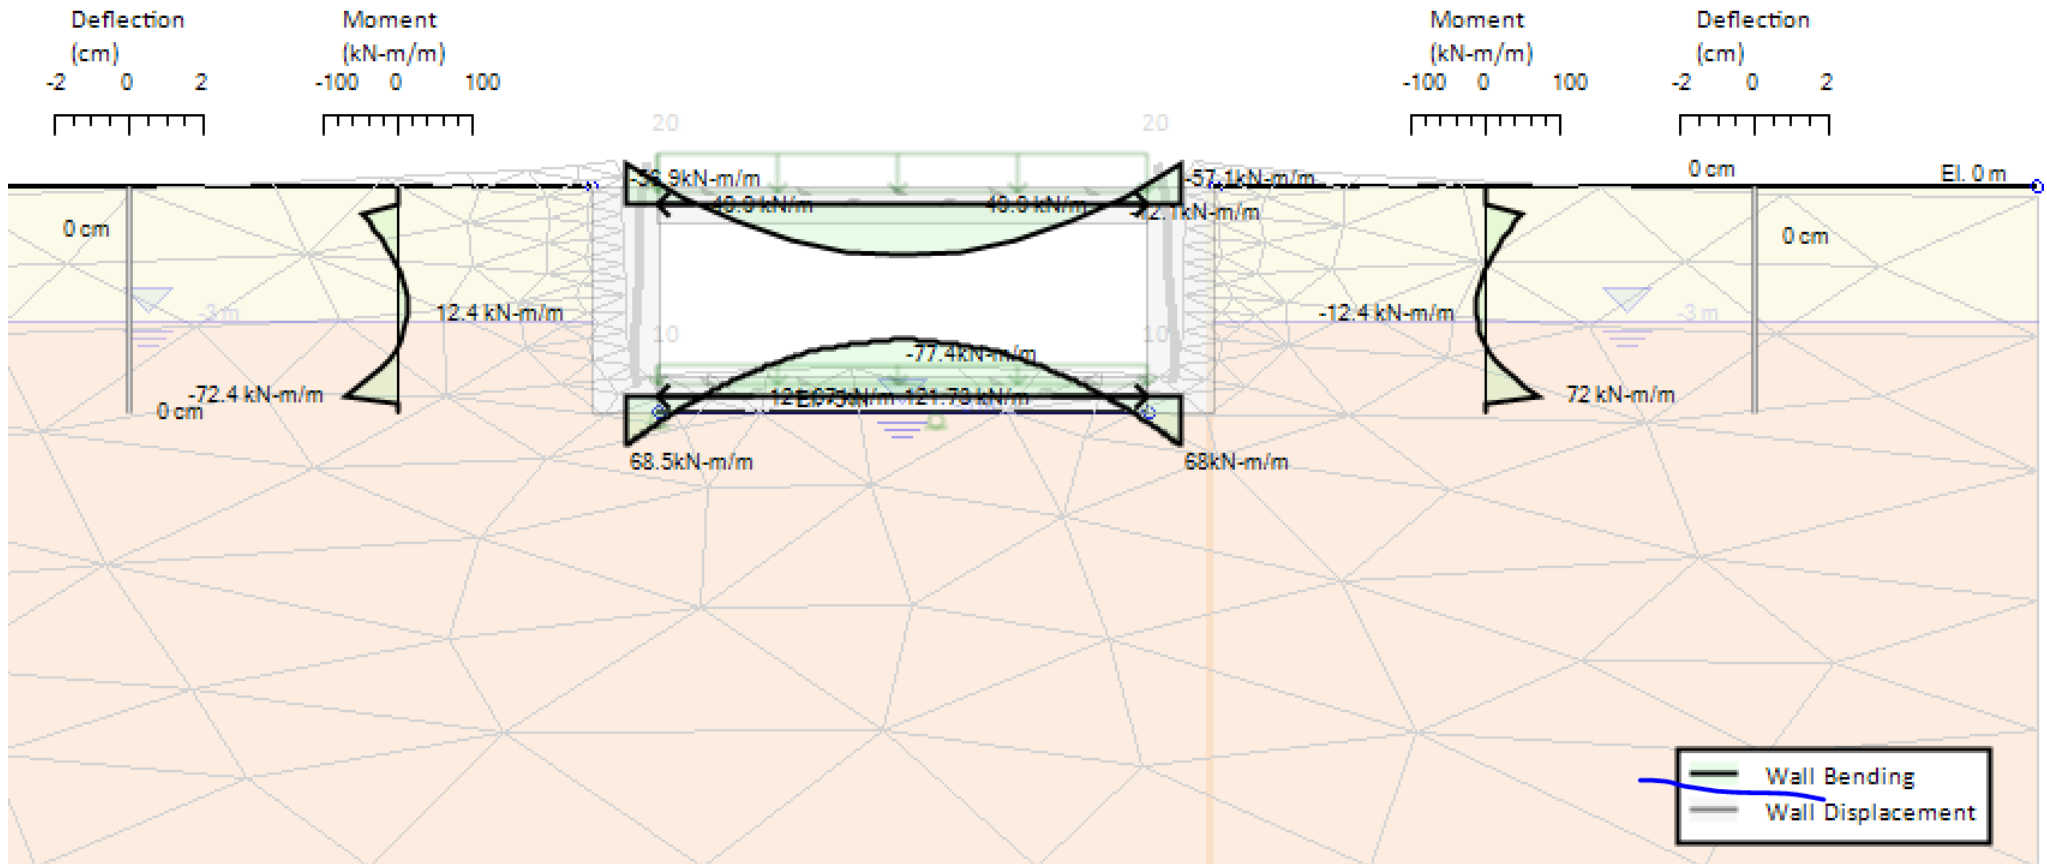 Deflection
(cm)
-2 0 2
Moment
(kN-m/m)
-100 0 100
Moment
(kN-m/m)
-100 0 100
Deflection
(cm)
-2 0 2
20 20
0 cm El. 0 m
-57.1kN-m/m
49.9 kN/m 49.9 kN/m
0 cm 0 cm
-3 m 12.4 kN-m/m -12.4 kN-m/m -3 m
10 10
-77.4kN-m/m
-72.4 kN-m/m 121.73 kN/m 72 kN-m/m
0 cm
68.5kN-m/m 68kN-m/m
Wall Bending
Wall Displacement